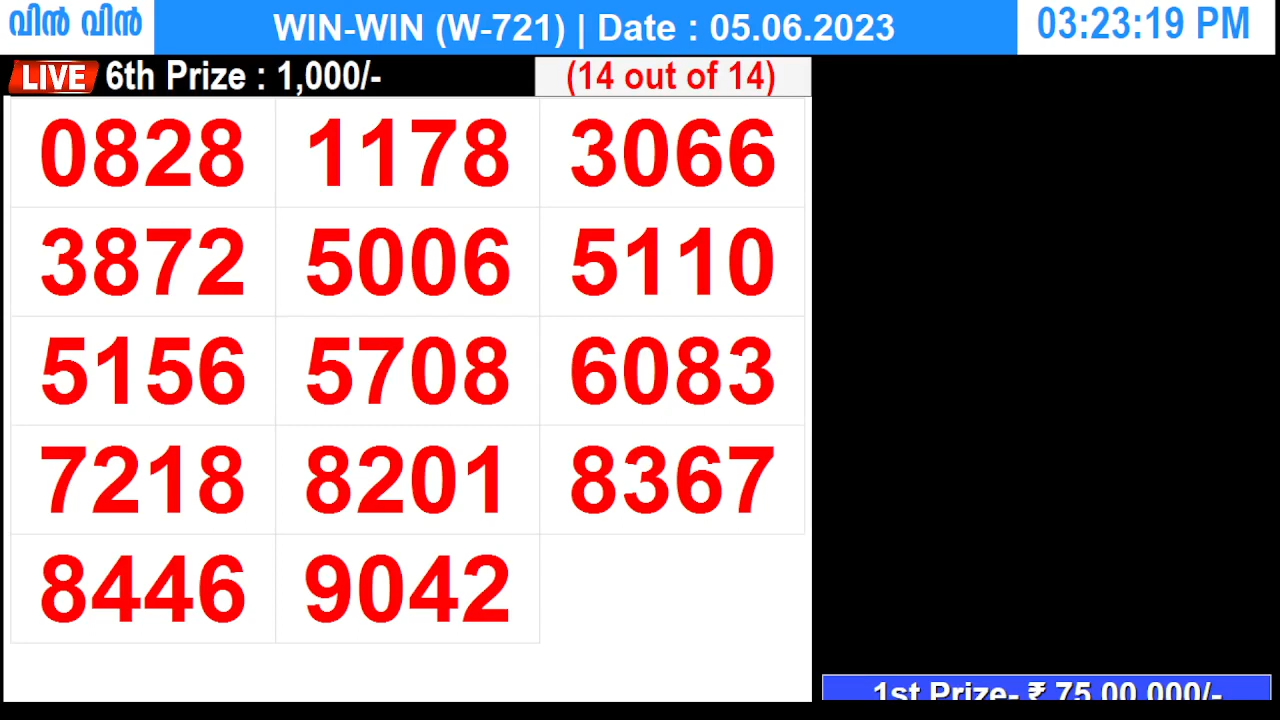 വിൻ വിൻ WIN-WIN (W-721) | Date : 05.06.2023 03:23:19 PM
LIVE 6th Prize : 1,000/- (14 out of 14)
0828 1178 3066
3872 5006 5110
5156 5708 6083
7218 8201 8367
8446 9042
1st Prize- ₹ 75,00,000/-